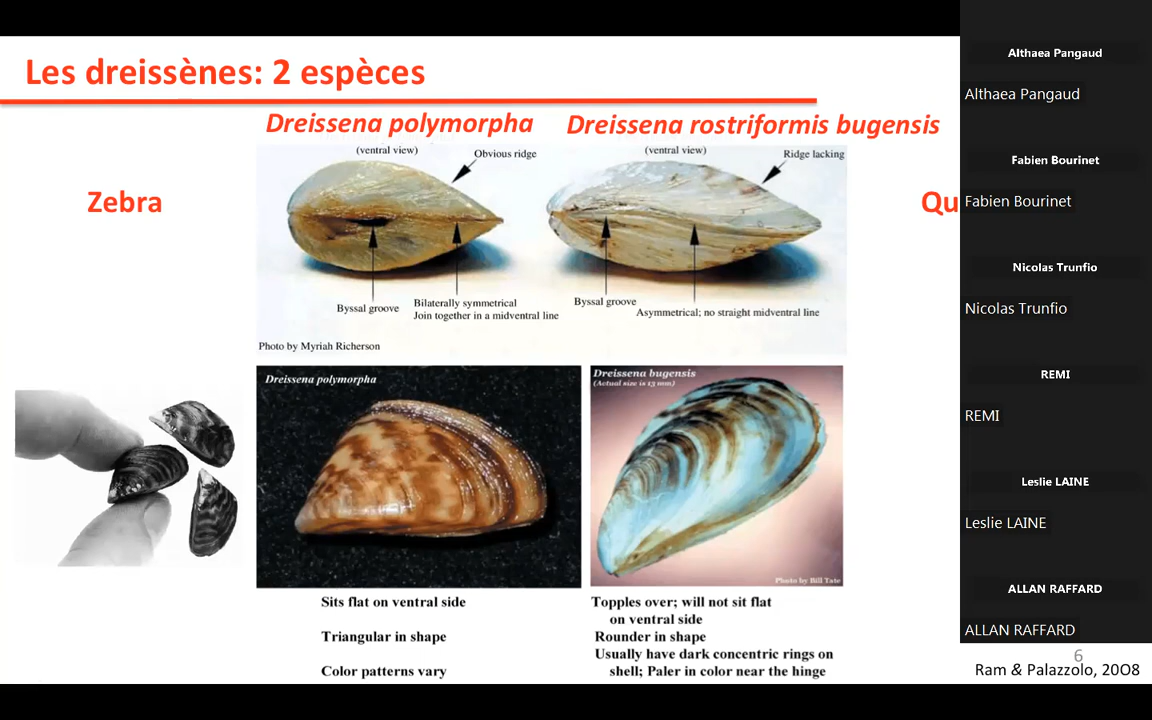 Les dreissènes: 2 espèces
Dreissena polymorpha
Dreissena rostriformis bugensis
Zebra
Qu
(ventral view)
Obvious ridge
Byssal groove
Bilaterally symmetrical
Join together in a midventral line
Photo by Myriah Richerson
(ventral view)
Ridge lacking
Byssal groove
Asymmetrical; no straight midventral line
Dreissena polymorpha
Dreissena bugensis
(Actual size is 13 mm)
Photo by Bill Tate
Sits flat on ventral side
Triangular in shape
Color patterns vary
Topples over; will not sit flat
on ventral side
Rounder in shape
Usually have dark concentric rings on
shell; Paler in color near the hinge
6
Ram & Palazzolo, 20O8
Althaea Pangaud
Althaea Pangaud
Fabien Bourinet
Fabien Bourinet
Nicolas Trunfio
Nicolas Trunfio
REMI
REMI
Leslie LAINE
Leslie LAINE
ALLAN RAFFARD
ALLAN RAFFARD